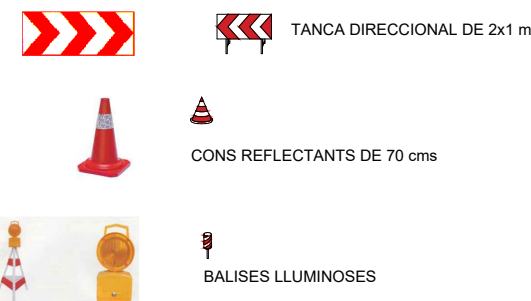 TANCA DIRECCIONAL DE 2x1 m
CONS REFLECTANTS DE 70 cms
BALISES LLUMINOSES